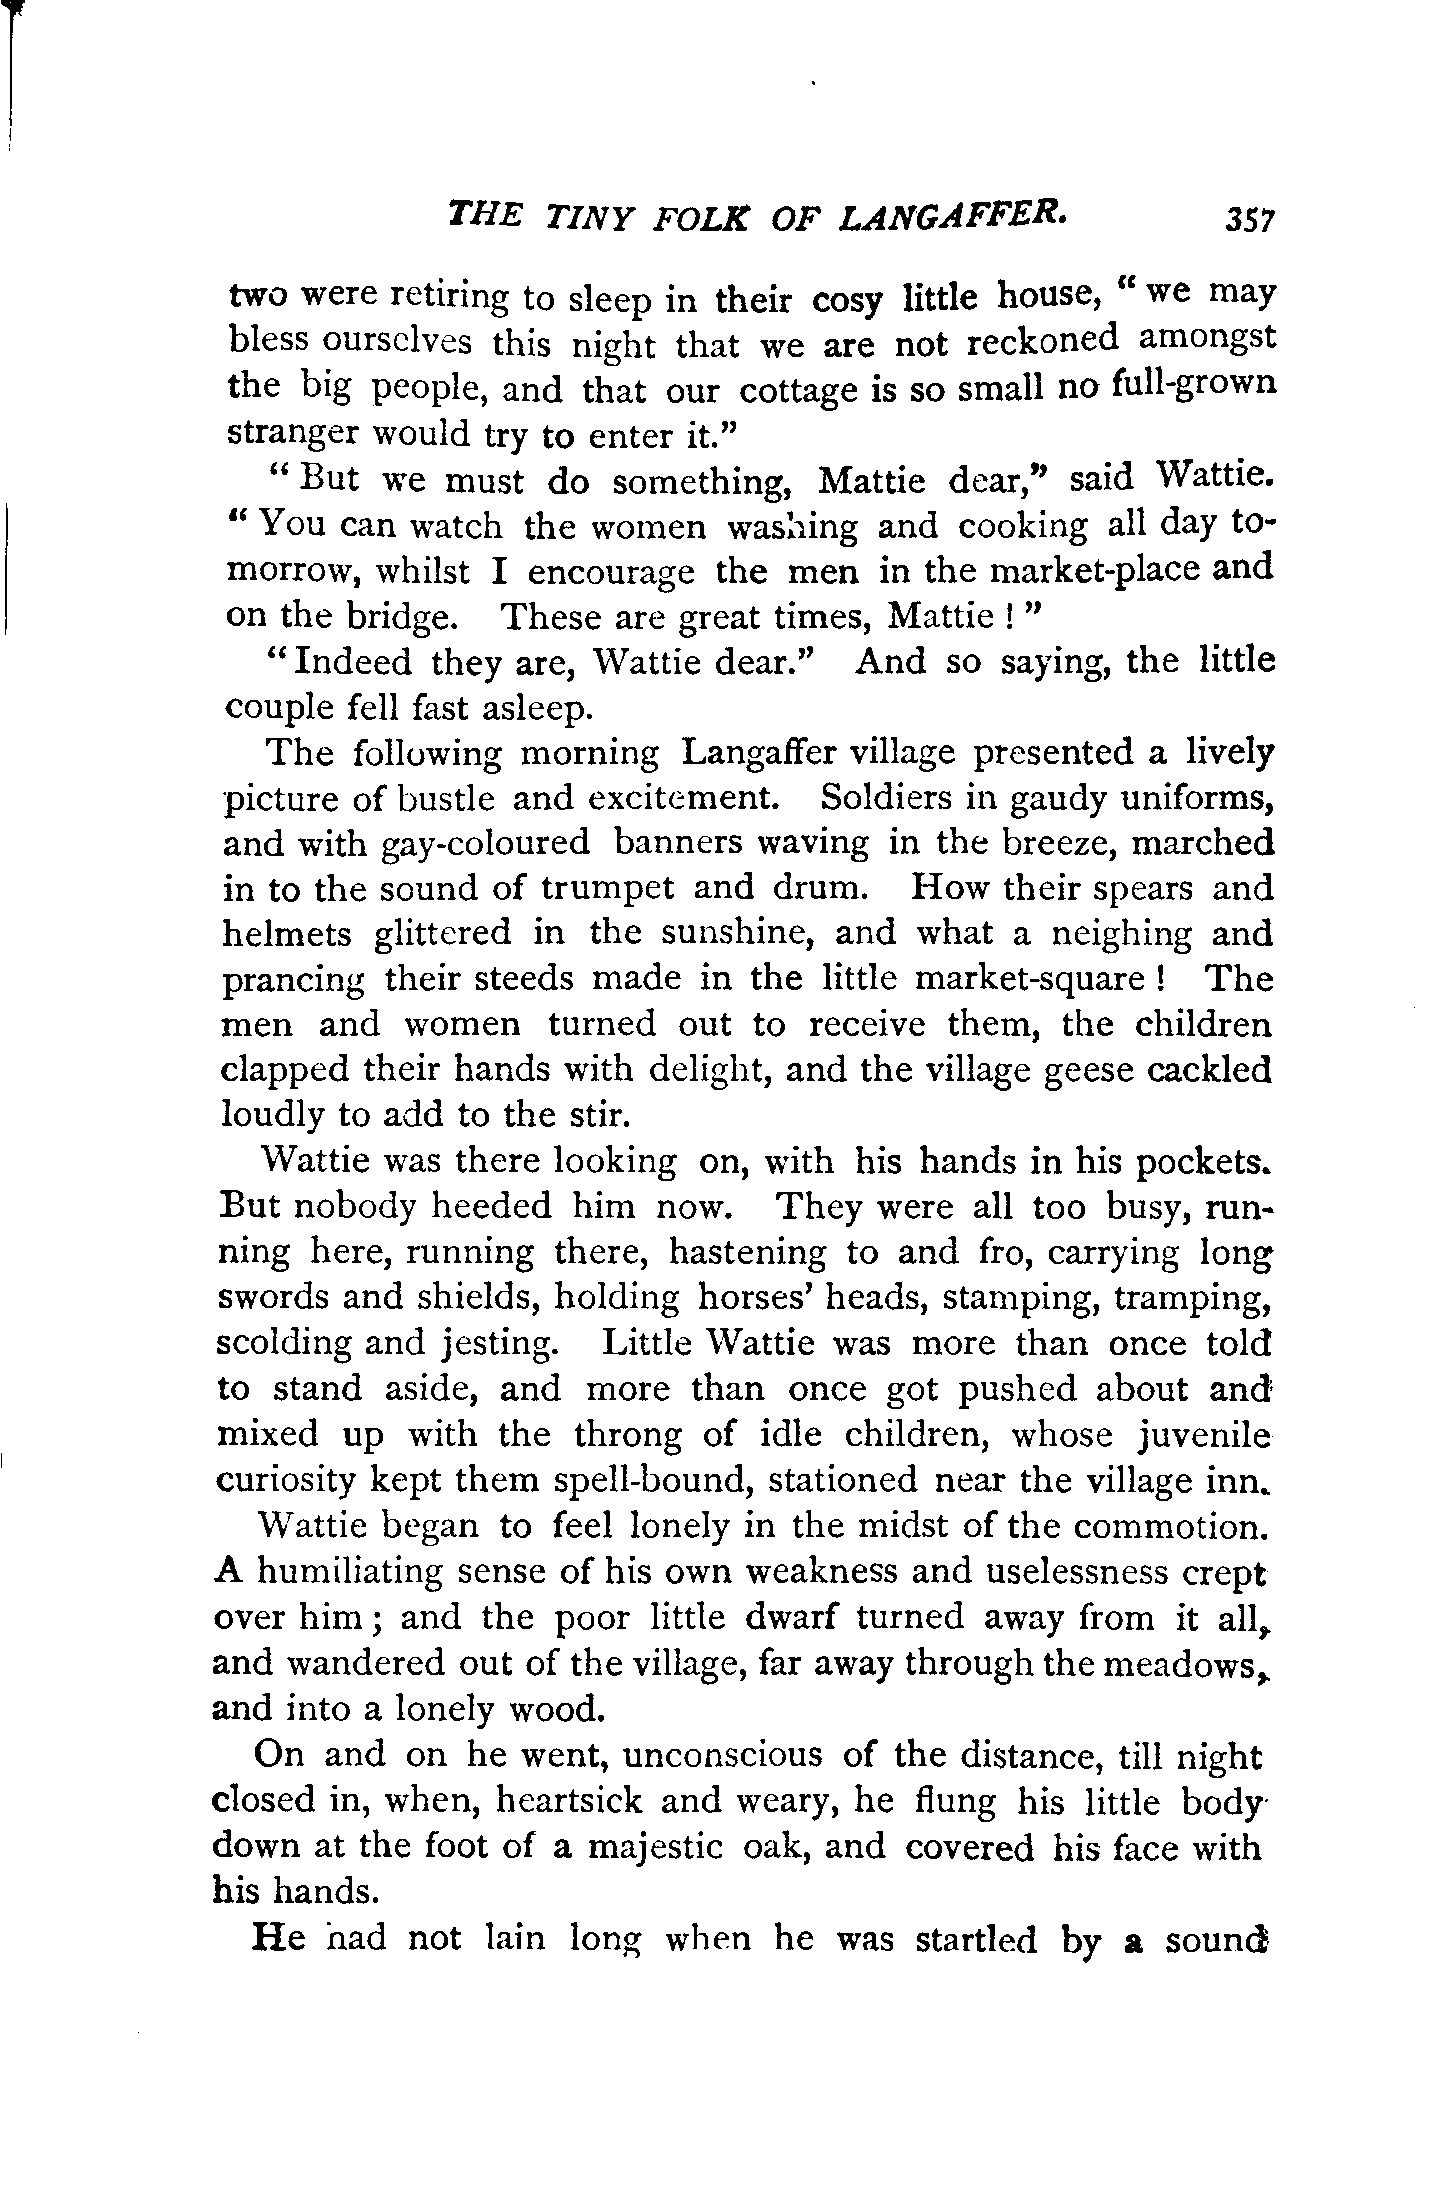 THE TINY FOLK OF LANGAFFER. 357
two were retiring to sleep in their cosy little house, “ we may
bless ourselves this night that we are not reckoned amongst
the big people, and that our cottage is so small no full-grown
stranger would try to enter it.”
“ But we must do something, Mattie dear,” said Wattie.
“ You can watch the women washing and cooking all day to-
morrow, whilst I encourage the men in the market-place and
on the bridge. These are great times, Mattie ! ”
“ Indeed they are, Wattie dear.” And so saying, the little
couple fell fast asleep.
The following morning Langaffer village presented a lively
picture of bustle and excitement. Soldiers in gaudy uniforms,
and with gay-coloured banners waving in the breeze, marched
in to the sound of trumpet and drum. How their spears and
helmets glittered in the sunshine, and what a neighing and
prancing their steeds made in the little market-square ! The
men and women turned out to receive them, the children
clapped their hands with delight, and the village geese cackled
loudly to add to the stir.
Wattie was there looking on, with his hands in his pockets.
But nobody heeded him now. They were all too busy, run-
ning here, running there, hastening to and fro, carrying long
swords and shields, holding horses’ heads, stamping, tramping,
scolding and jesting. Little Wattie was more than once told
to stand aside, and more than once got pushed about and
mixed up with the throng of idle children, whose juvenile
curiosity kept them spell-bound, stationed near the village inn.
Wattie began to feel lonely in the midst of the commotion.
A humiliating sense of his own weakness and uselessness crept
over him ; and the poor little dwarf turned away from it all,
and wandered out of the village, far away through the meadows,
and into a lonely wood.
On and on he went, unconscious of the distance, till night
closed in, when, heartsick and weary, he flung his little body
down at the foot of a majestic oak, and covered his face with
his hands.
He had not lain long when he was startled by a sound